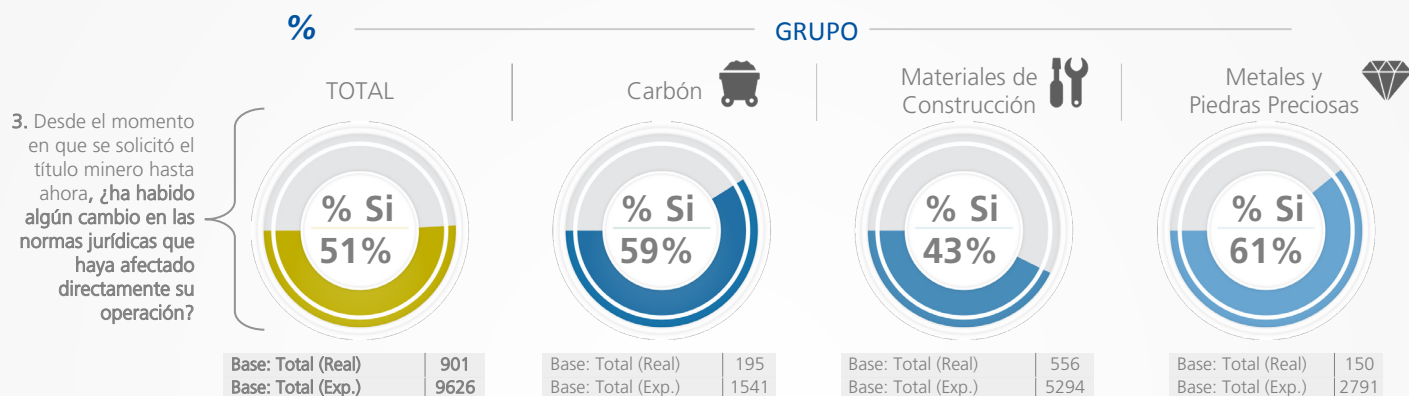 %
GRUPO
3. Desde el momento
en que se solicitó el
título minero hasta
ahora, ¿ha habido
algún cambio en las
normas jurídicas que
haya afectado
directamente su
operación?
TOTAL
% Si
51%
Base: Total (Real) 901
Base: Total (Exp.) 9626
Carbón
% Si
59%
Base: Total (Real) 195
Base: Total (Exp.) 1541
Materiales de
Construcción
% Si
43%
Base: Total (Real) 556
Base: Total (Exp.) 5294
Metales y
Piedras Preciosas
% Si
61%
Base: Total (Real) 150
Base: Total (Exp.) 2791